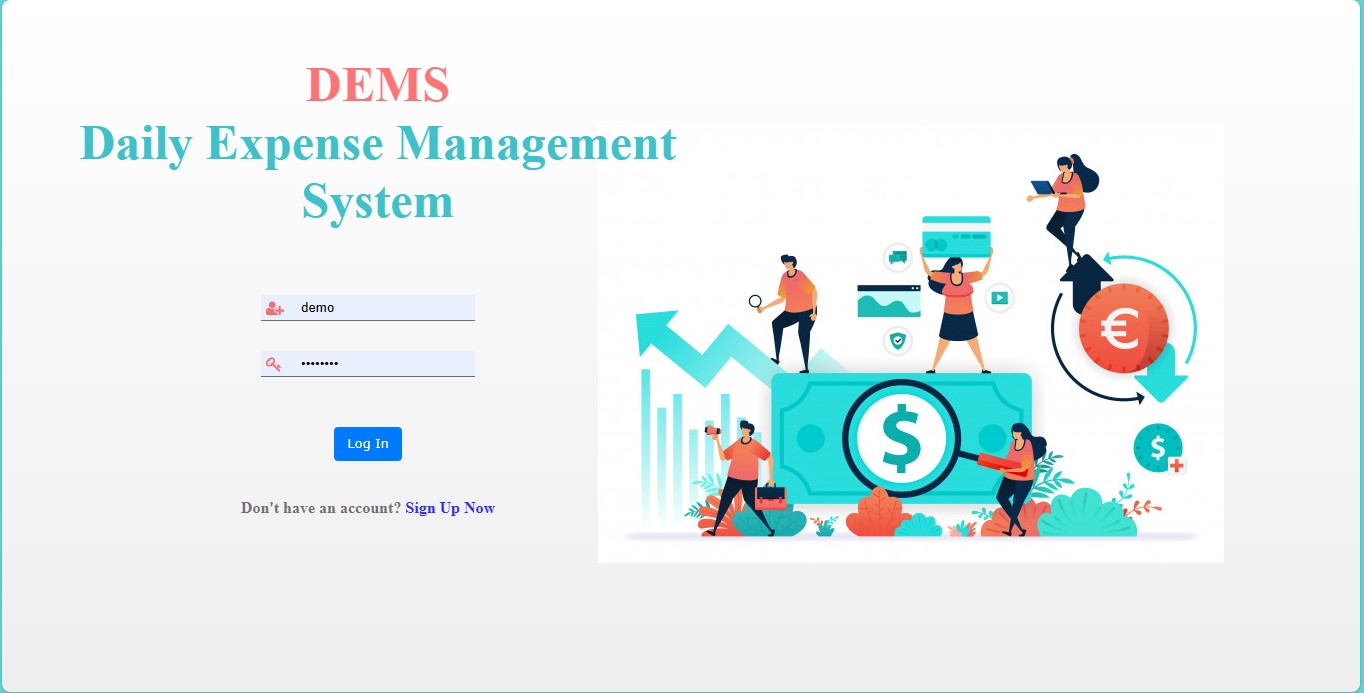 DEMS
Daily Expense Management
System
demo
••••••••
Log In
Don't have an account? Sign Up Now
$
€
$